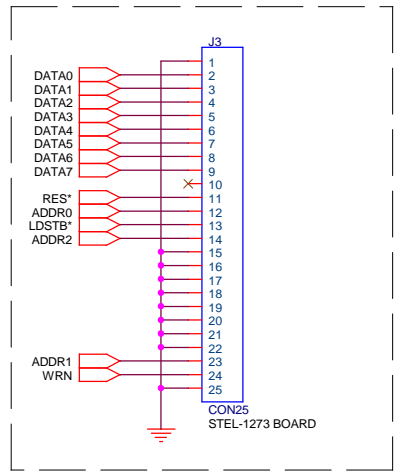 J3
1
DATA0 2
DATA1 3
DATA2 4
DATA3 5
DATA4 6
DATA5 7
DATA6 8
DATA7 9
10
RES* 11
ADDR0 12
LDSTB* 13
ADDR2 14
15
16
17
18
19
20
21
22
ADDR1 23
WRN 24
25
CON25
STEL-1273 BOARD